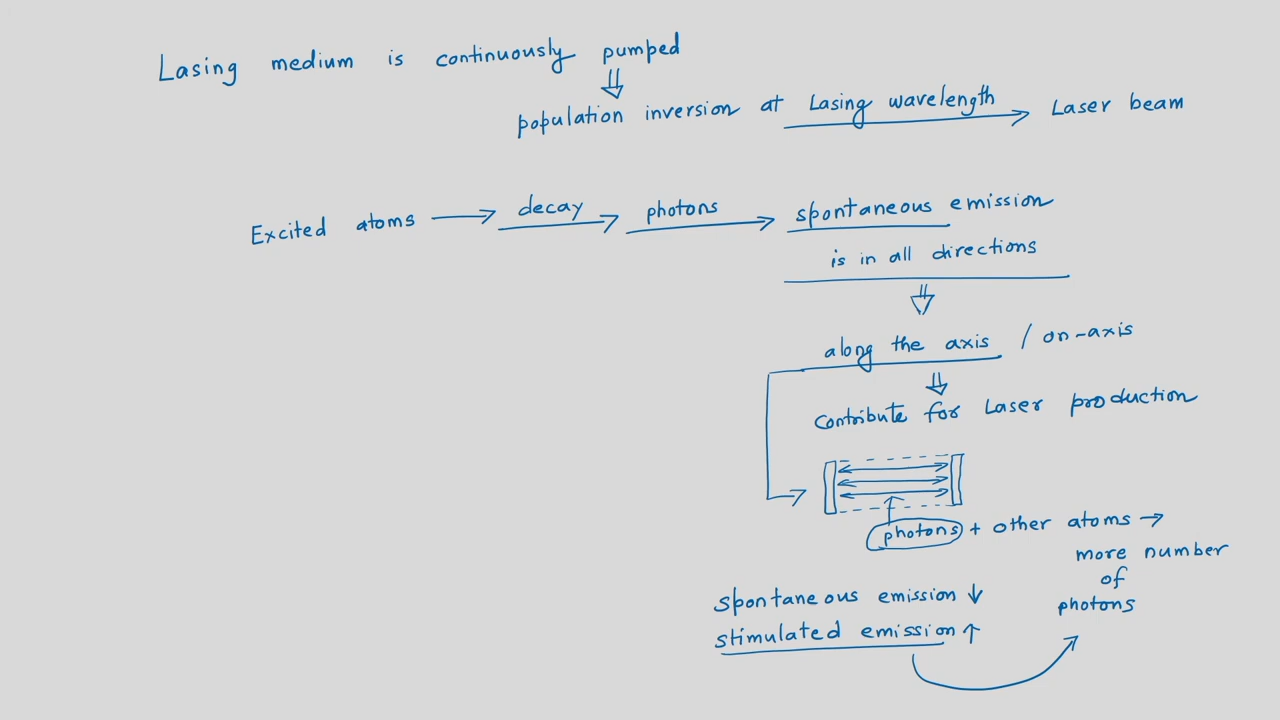 Lasing medium is continuously pumped
⇓
population inversion at Lasing wavelength → Laser beam
Excited atoms → decay → photons → spontaneous emission
is in all directions
⇓
along the axis / on-axis
⇓
contribute for Laser production
photons + other atoms →
more number
of
photons
spontaneous emission ↓
stimulated emission ↑